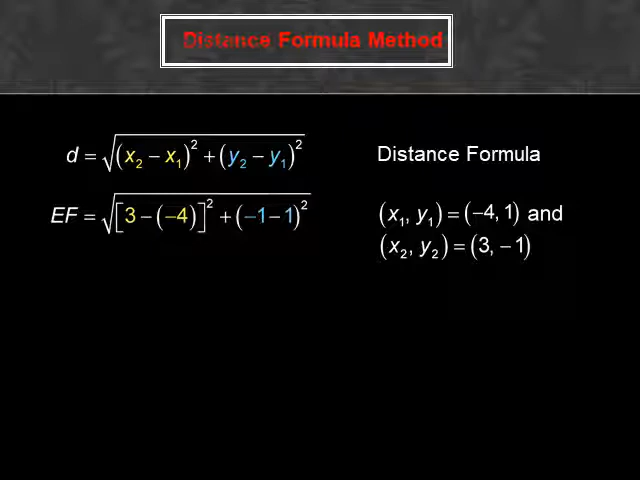 Distance Formula Method
d = √(x₂ − x₁)² + (y₂ − y₁)² Distance Formula
EF = √[3 − (−4)]² + (−1 − 1)² (x₁, y₁) = (−4, 1) and
(x₂, y₂) = (3, −1)